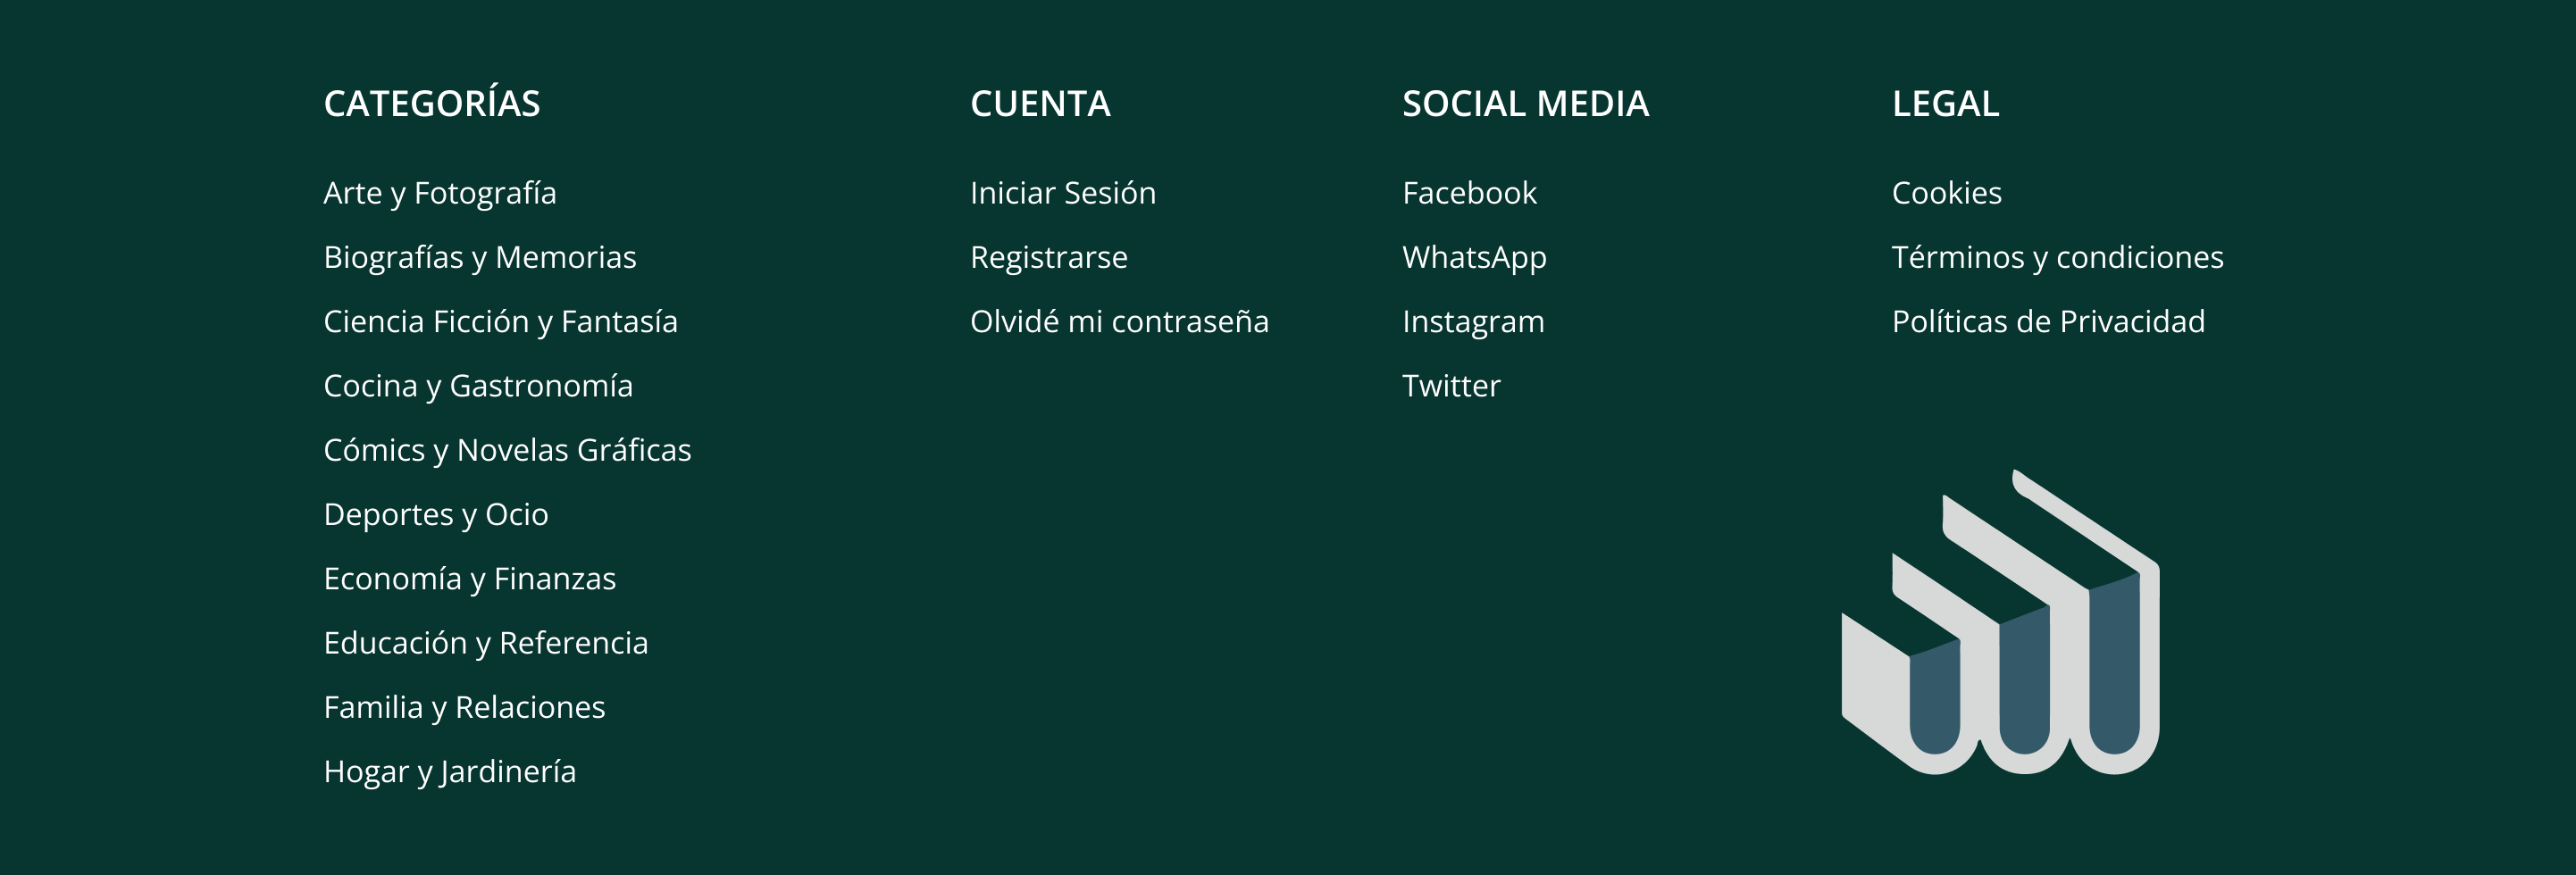 CATEGORÍAS
Arte y Fotografía
Biografías y Memorias
Ciencia Ficción y Fantasía
Cocina y Gastronomía
Cómics y Novelas Gráficas
Deportes y Ocio
Economía y Finanzas
Educación y Referencia
Familia y Relaciones
Hogar y Jardinería
CUENTA
Iniciar Sesión
Registrarse
Olvidé mi contraseña
SOCIAL MEDIA
Facebook
WhatsApp
Instagram
Twitter
LEGAL
Cookies
Términos y condiciones
Políticas de Privacidad